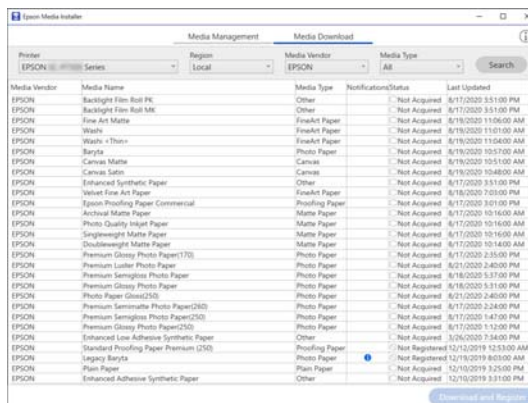 Epson Media Installer
Media Management Media Download
Printer Region Media Vendor Media Type
EPSON Series Local EPSON All Search
Media Vendor Media Name Media Type Notifications Status Last Updated
EPSON Backlight Film Roll PK Other Not Acquired 8/17/2020 3:51:00 PM
EPSON Backlight Film Roll MK Other Not Acquired 8/17/2020 3:51:00 PM
EPSON Fine Art Matte FineArt Paper Not Acquired 8/19/2020 11:06:00 AM
EPSON Washi FineArt Paper Not Acquired 8/19/2020 11:01:00 AM
EPSON Washi <Thin> FineArt Paper Not Acquired 8/19/2020 11:04:00 AM
EPSON Baryta Photo Paper Not Acquired 8/19/2020 10:57:00 AM
EPSON Canvas Matte Canvas Not Acquired 8/19/2020 10:51:00 AM
EPSON Canvas Satin Canvas Not Acquired 8/19/2020 10:48:00 AM
EPSON Enhanced Synthetic Paper Other Not Acquired 8/17/2020 3:51:00 PM
EPSON Velvet Fine Art Paper FineArt Paper Not Acquired 8/18/2020 7:03:00 PM
EPSON Epson Proofing Paper Commercial Proofing Paper Not Acquired 8/17/2020 3:01:00 PM
EPSON Archival Matte Paper Matte Paper Not Acquired 8/17/2020 10:16:00 AM
EPSON Photo Quality Inkjet Paper Matte Paper Not Acquired 8/17/2020 10:16:00 AM
EPSON Singleweight Matte Paper Matte Paper Not Acquired 8/17/2020 10:16:00 AM
EPSON Doubleweight Matte Paper Matte Paper Not Acquired 8/17/2020 10:14:00 AM
EPSON Premium Glossy Photo Paper(170) Photo Paper Not Acquired 8/17/2020 2:35:00 PM
EPSON Premium Luster Photo Paper Photo Paper Not Acquired 8/21/2020 2:40:00 PM
EPSON Premium Semigloss Photo Paper Photo Paper Not Acquired 8/18/2020 5:37:00 PM
EPSON Premium Glossy Photo Paper Photo Paper Not Acquired 8/18/2020 5:31:00 PM
EPSON Photo Paper Gloss(250) Photo Paper Not Acquired 8/21/2020 2:40:00 PM
EPSON Premium Semimatte Photo Paper(260) Photo Paper Not Acquired 8/17/2020 2:24:00 PM
EPSON Premium Semigloss Photo Paper(250) Photo Paper Not Acquired 8/17/2020 1:47:00 PM
EPSON Premium Glossy Photo Paper(250) Photo Paper Not Acquired 8/17/2020 1:12:00 PM
EPSON Enhanced Low Adhesive Synthetic Paper Other Not Acquired 3/26/2020 7:34:00 PM
EPSON Standard Proofing Paper Premium (250) Proofing Paper Not Registered 12/12/2019 12:53:00 AM
EPSON Legacy Baryta Photo Paper Not Registered 12/19/2019 8:03:00 AM
EPSON Plain Paper Plain Paper Not Acquired 12/10/2019 3:25:00 PM
EPSON Enhanced Adhesive Synthetic Paper Other Not Acquired 12/10/2019 3:31:00 PM
Download and Register